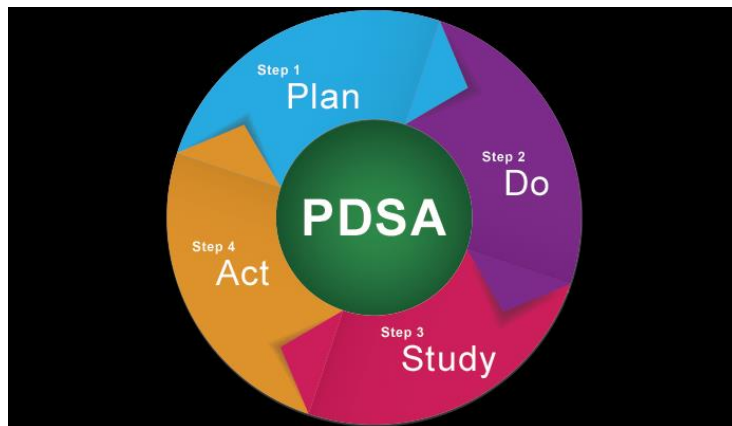 Step 1
Plan
Step 2
Do
PDSA
Step 4
Act
Step 3
Study